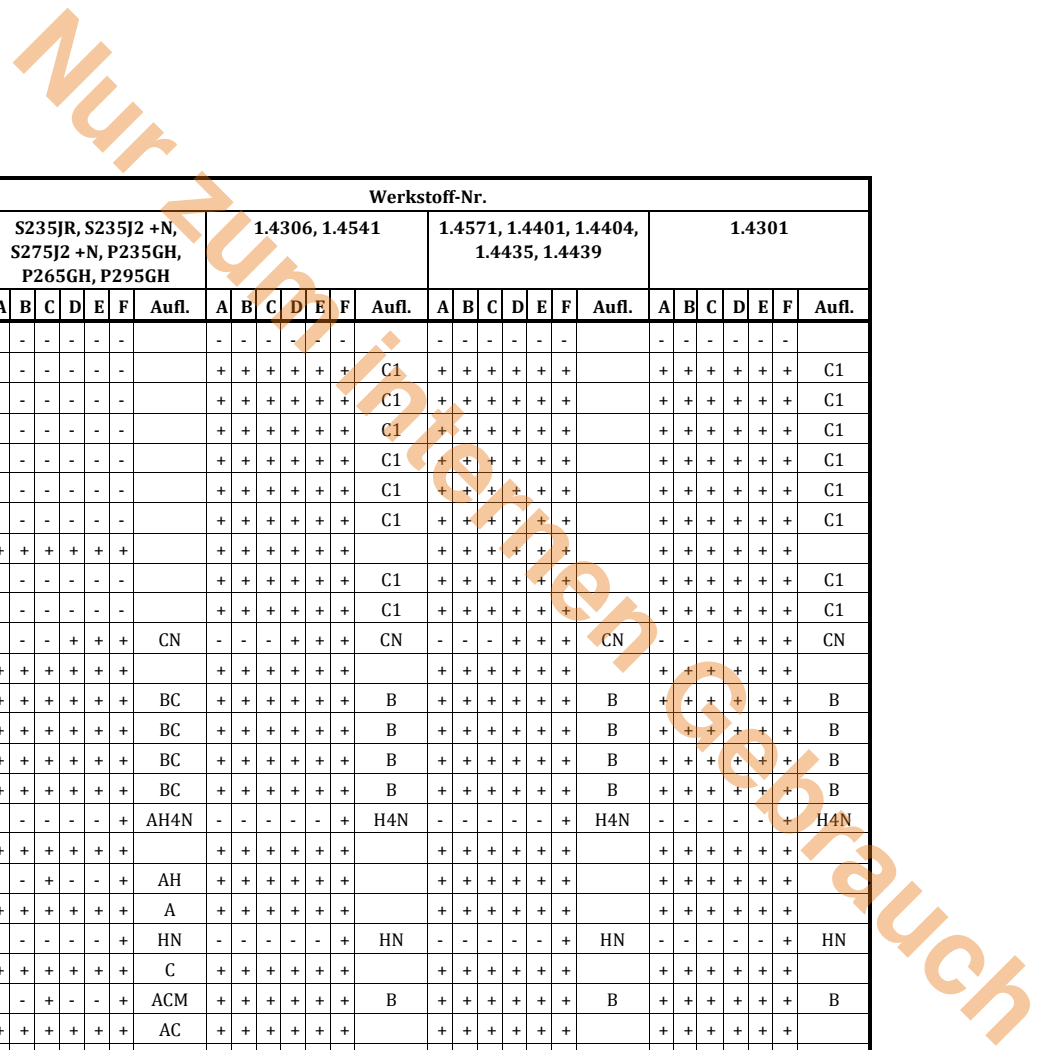 Werkstoff-Nr.
S235JR, S235J2 +N, S275J2 +N, P235GH, P265GH, P295GH 1.4306, 1.4541 1.4571, 1.4401, 1.4404, 1.4435, 1.4439 1.4301
A B C D E F Aufl. A B C D E F Aufl. A B C D E F Aufl. A B C D E F Aufl.
- - - - - - - - - - - - - - - - - - - - - - -
- - - - - + + + + + + C1 + + + + + + + + + + + + C1
- - - - - + + + + + + C1 + + + + + + + + + + + + C1
- - - - - + + + + + + C1 + + + + + + + + + + + + C1
- - - - - + + + + + + C1 + + + + + + + + + + + + C1
- - - - - + + + + + + C1 + + + + + + + + + + + + C1
- - - - - + + + + + + C1 + + + + + + + + + + + + C1
+ + + + + + + + + + + + + + + + + + + + + + + +
- - - - - + + + + + + C1 + + + + + + + + + + + + C1
- - - - - + + + + + + C1 + + + + + + + + + + + + C1
- - + + + CN - - - + + + CN - - - + + + CN - - - + + + CN
+ + + + + + + + + + + + + + + + + + + + + + + +
+ + + + + + BC + + + + + + B + + + + + + B + + + + + + B
+ + + + + + BC + + + + + + B + + + + + + B + + + + + + B
+ + + + + + BC + + + + + + B + + + + + + B + + + + + + B
+ + + + + + BC + + + + + + B + + + + + + B + + + + + + B
- - - - + AH4N - - - - - + H4N - - - - - + H4N - - - - - + H4N
+ + + + + + + + + + + + + + + + + + + + + + + +
- + - - + AH + + + + + + + + + + + + + + + + + +
+ + + + + + A + + + + + + + + + + + + + + + + + +
- - - - + HN - - - - - + HN - - - - - + HN - - - - - + HN
+ + + + + + C + + + + + + + + + + + + + + + + + +
- + - - + ACM + + + + + + B + + + + + + B + + + + + + B
+ + + + + + AC + + + + + + + + + + + + + + + + + +
Nur zum internen Gebrauch